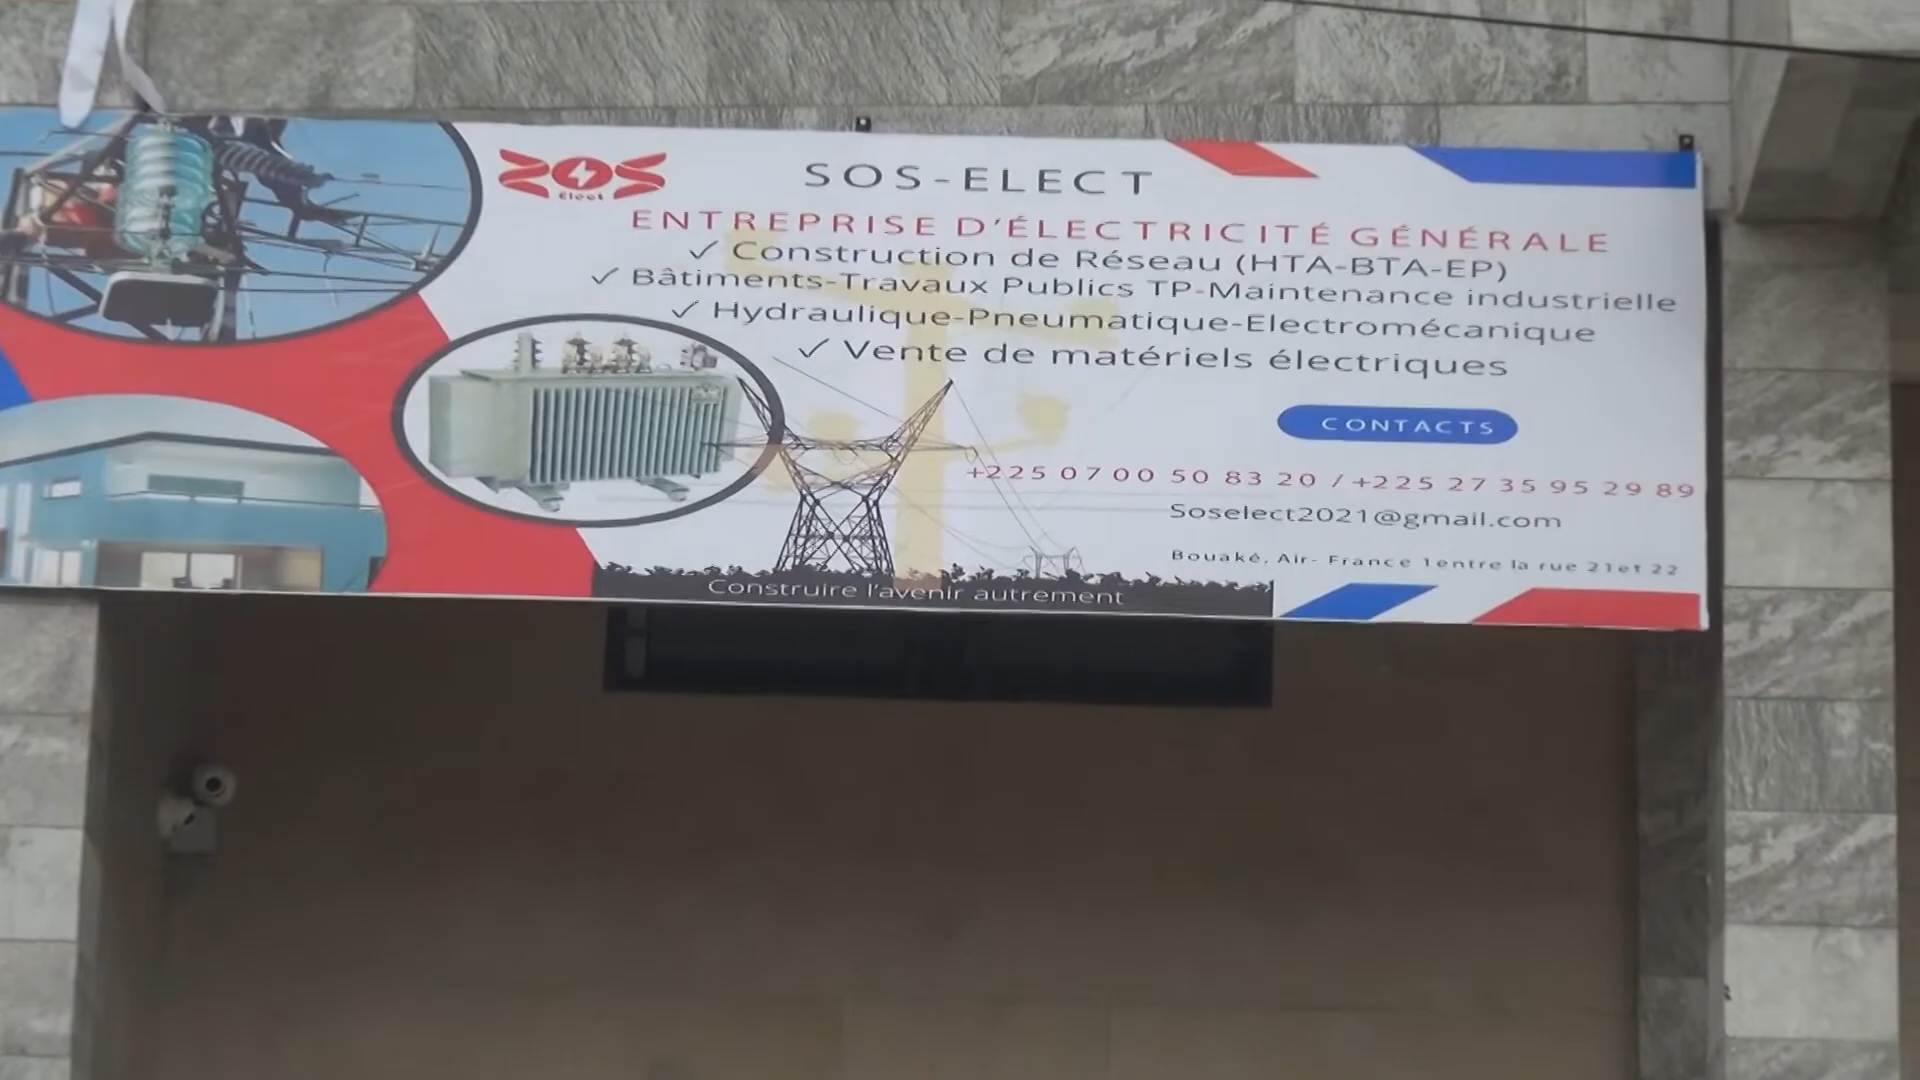 SOS
Elect
SOS-ELECT
ENTREPRISE D'ÉLECTRICITÉ GÉNÉRALE
✓ Construction de Réseau (HTA-BTA-EP)
✓ Bâtiments-Travaux Publics TP-Maintenance industrielle
✓ Hydraulique-Pneumatique-Electromécanique
✓ Vente de matériels électriques
CONTACTS
+225 07 00 50 83 20 / +225 27 35 95 29 89
Soselect2021@gmail.com
Bouaké, Air- France 1entre la rue 21et 22
Construire l'avenir autrement